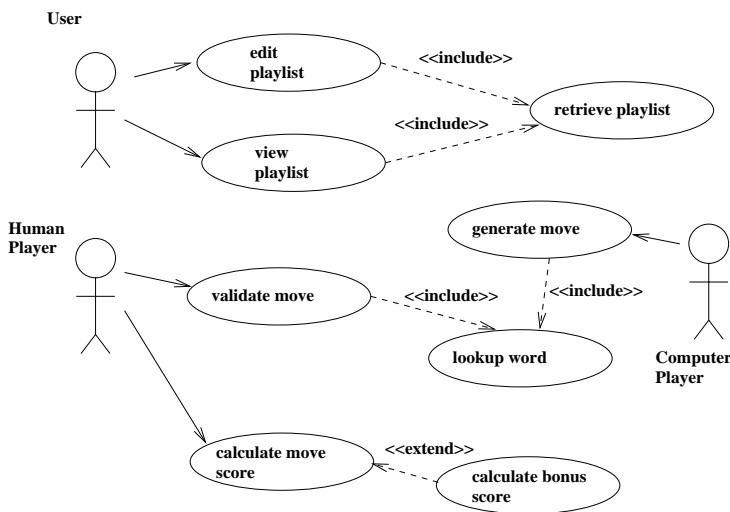 User
edit
playlist
<<include>>
retrieve playlist
<<include>>
view
playlist
Human
Player
generate move
validate move
<<include>>
<<include>>
lookup word
Computer
Player
calculate move
score
<<extend>>
calculate bonus
score